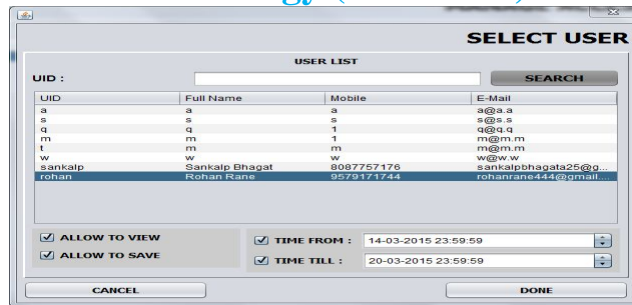 SELECT USER
USER LIST
UID :
SEARCH
UID Full Name Mobile E-Mail
a a a a@a.a
s s s s@s.s
q q 1 q@q.q
m m 1 m@m.m
t m m m@m.m
w w w w@w.w
sankalp Sankalp Bhagat 8087757176 sankalpbhagata25@g...
rohan Rohan Rane 9579171744 rohanrane444@gmail....
ALLOW TO VIEW TIME FROM : 14-03-2015 23:59:59
ALLOW TO SAVE TIME TILL : 20-03-2015 23:59:59
CANCEL DONE